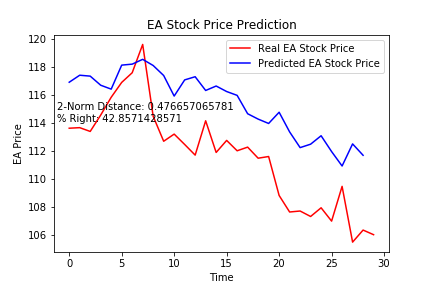 EA Stock Price Prediction
Real EA Stock Price
Predicted EA Stock Price
2-Norm Distance: 0.476657065781
% Right: 42.8571428571
EA Price
120
118
116
114
112
110
108
106
0 5 10 15 20 25 30
Time